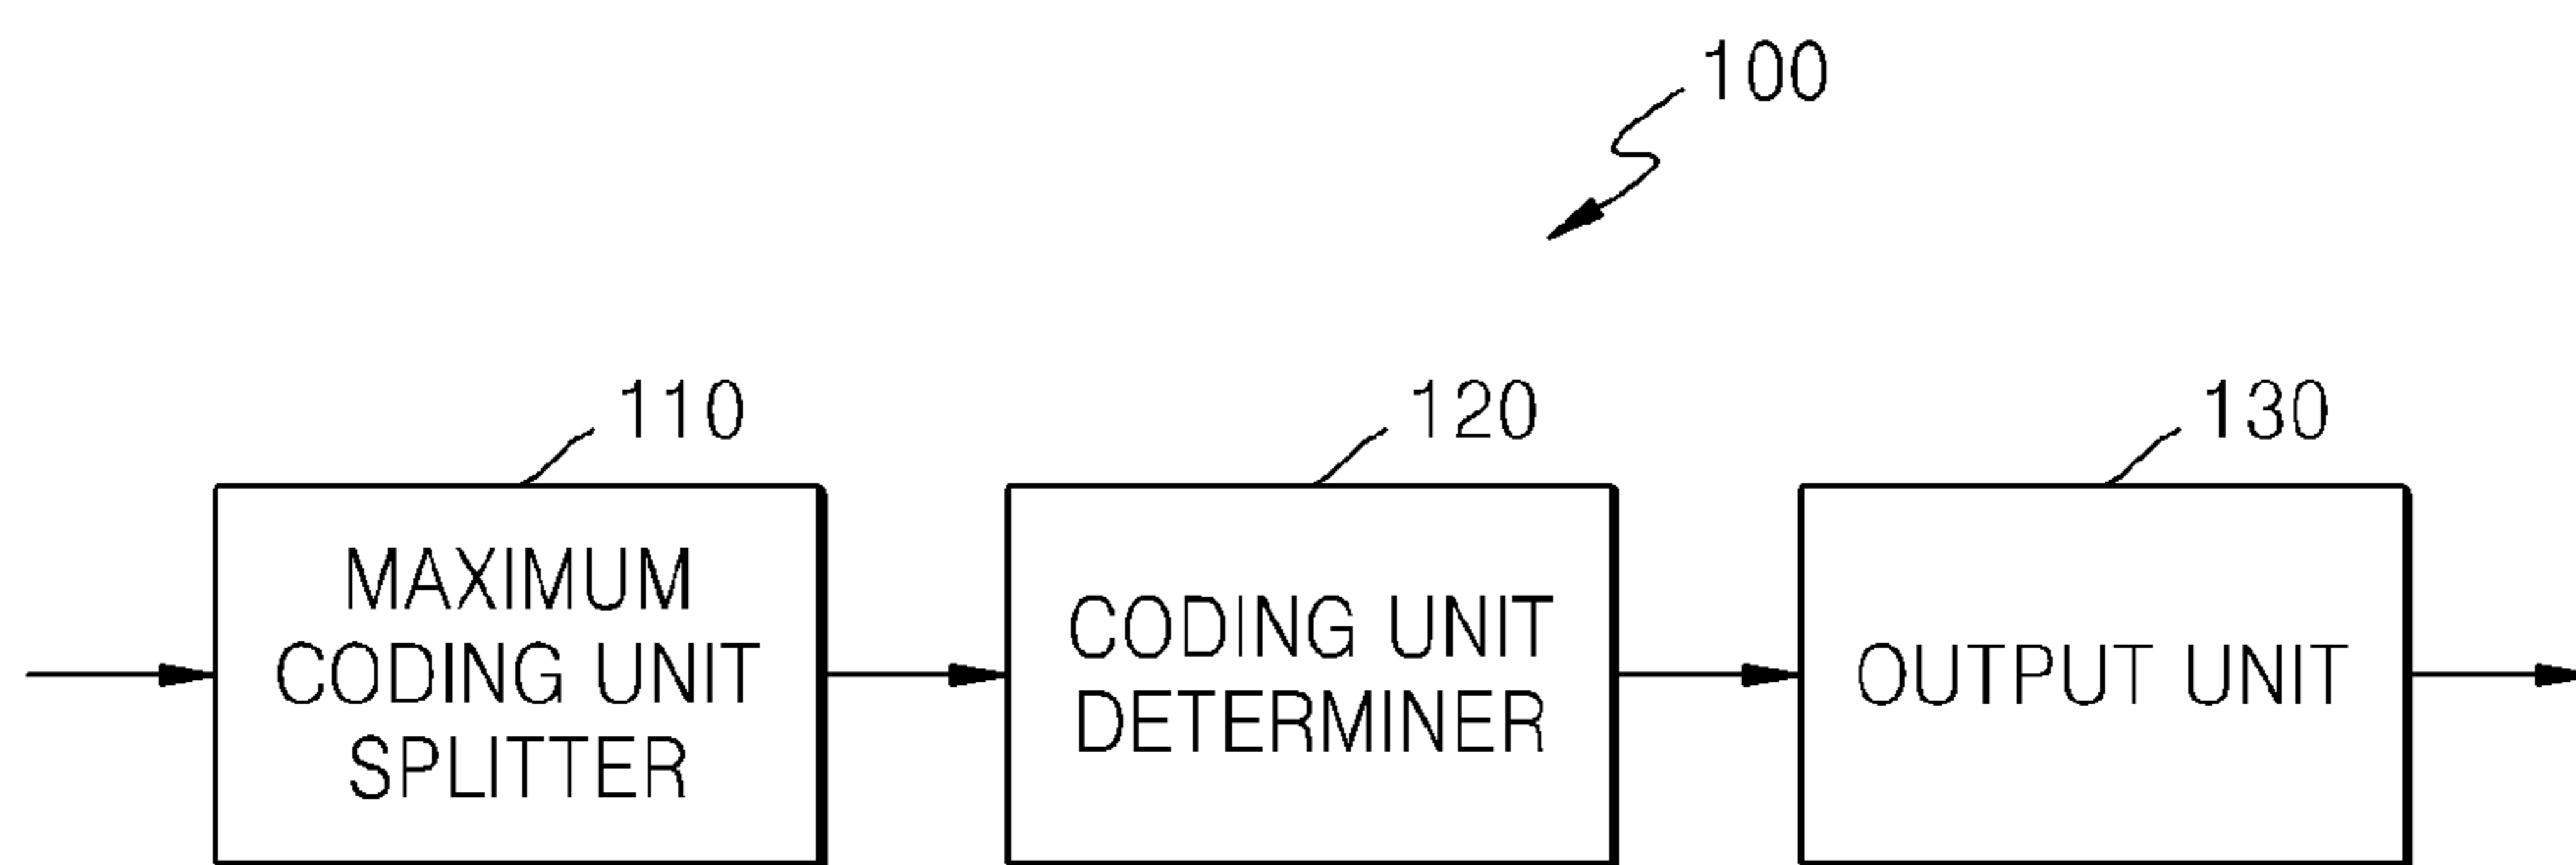 100
110
120
130
MAXIMUM
CODING UNIT
SPLITTER
CODING UNIT
DETERMINER
OUTPUT UNIT